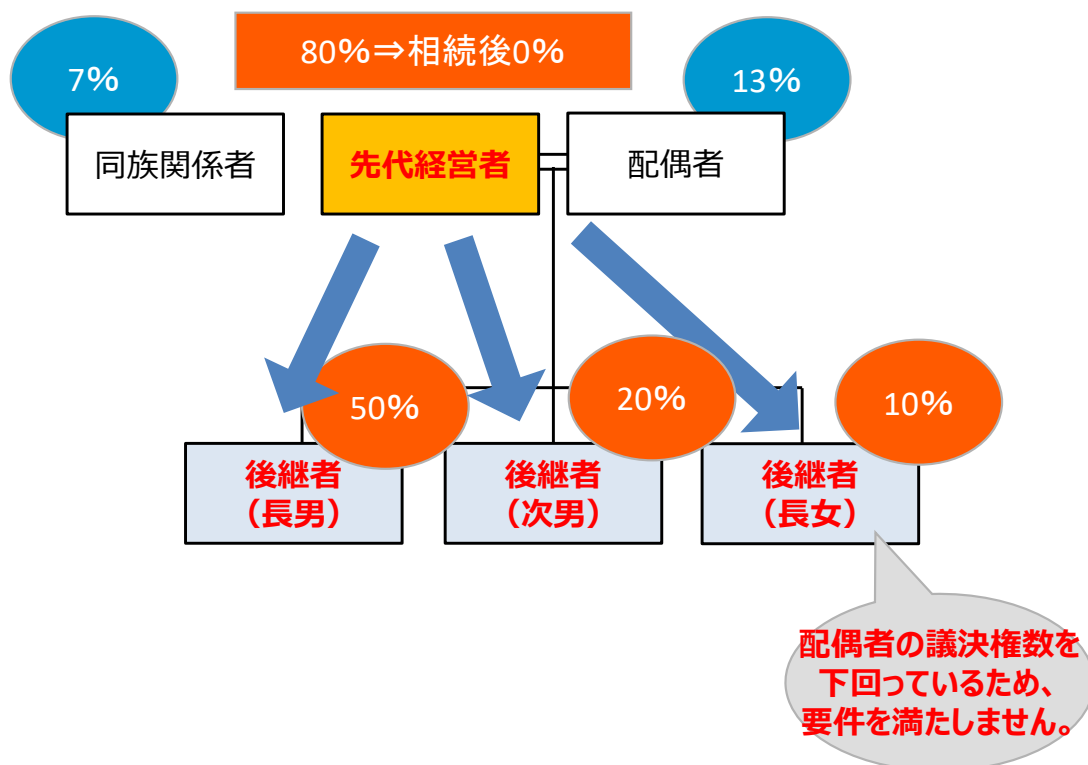 80%⇒相続後0%
7%
13%
同族関係者
先代経営者
配偶者
50%
20%
10%
後継者
（長男）
後継者
（次男）
後継者
（長女）
配偶者の議決権数を
下回っているため、
要件を満たしません。